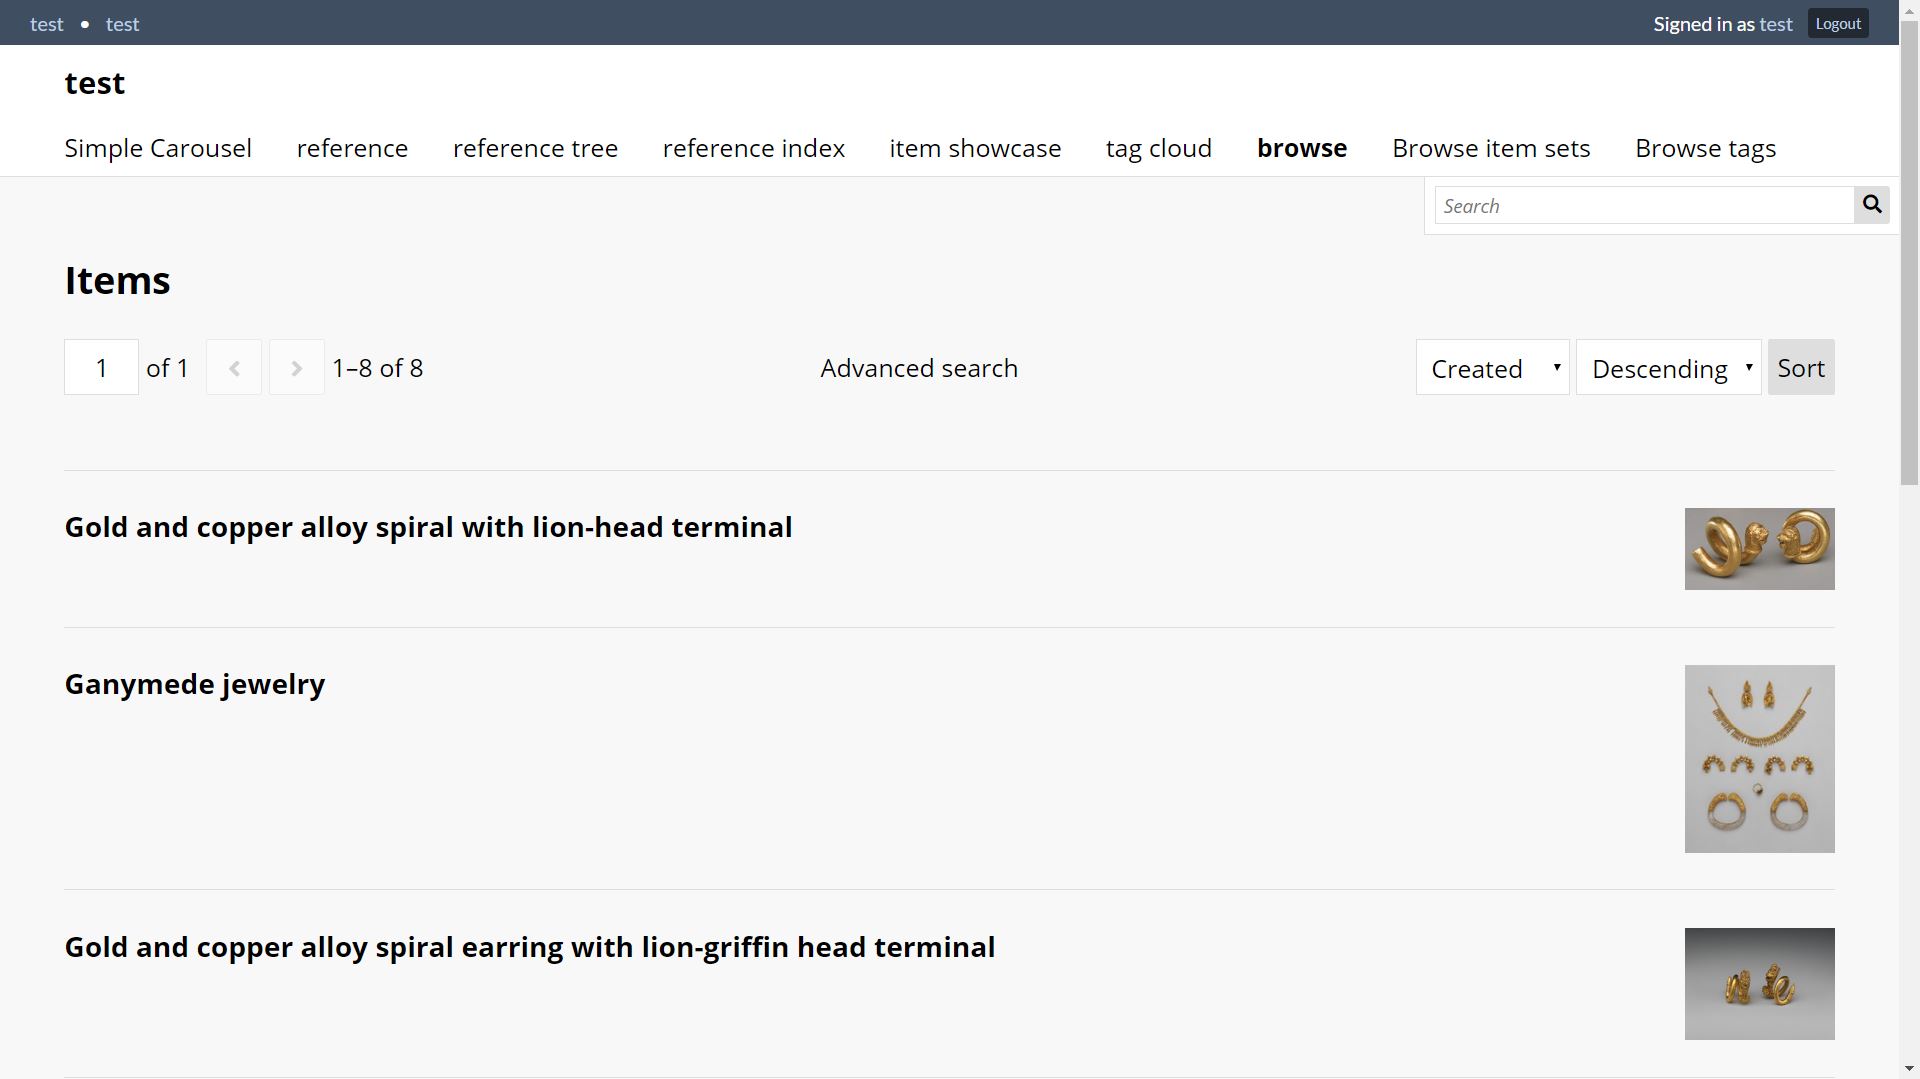 test • test
Signed in as test Logout
test
Simple Carousel reference reference tree reference index item showcase tag cloud browse Browse item sets Browse tags
Search
Items
1 of 1 1–8 of 8 Advanced search Created Descending Sort
Gold and copper alloy spiral with lion-head terminal
Ganymede jewelry
Gold and copper alloy spiral earring with lion-griffin head terminal